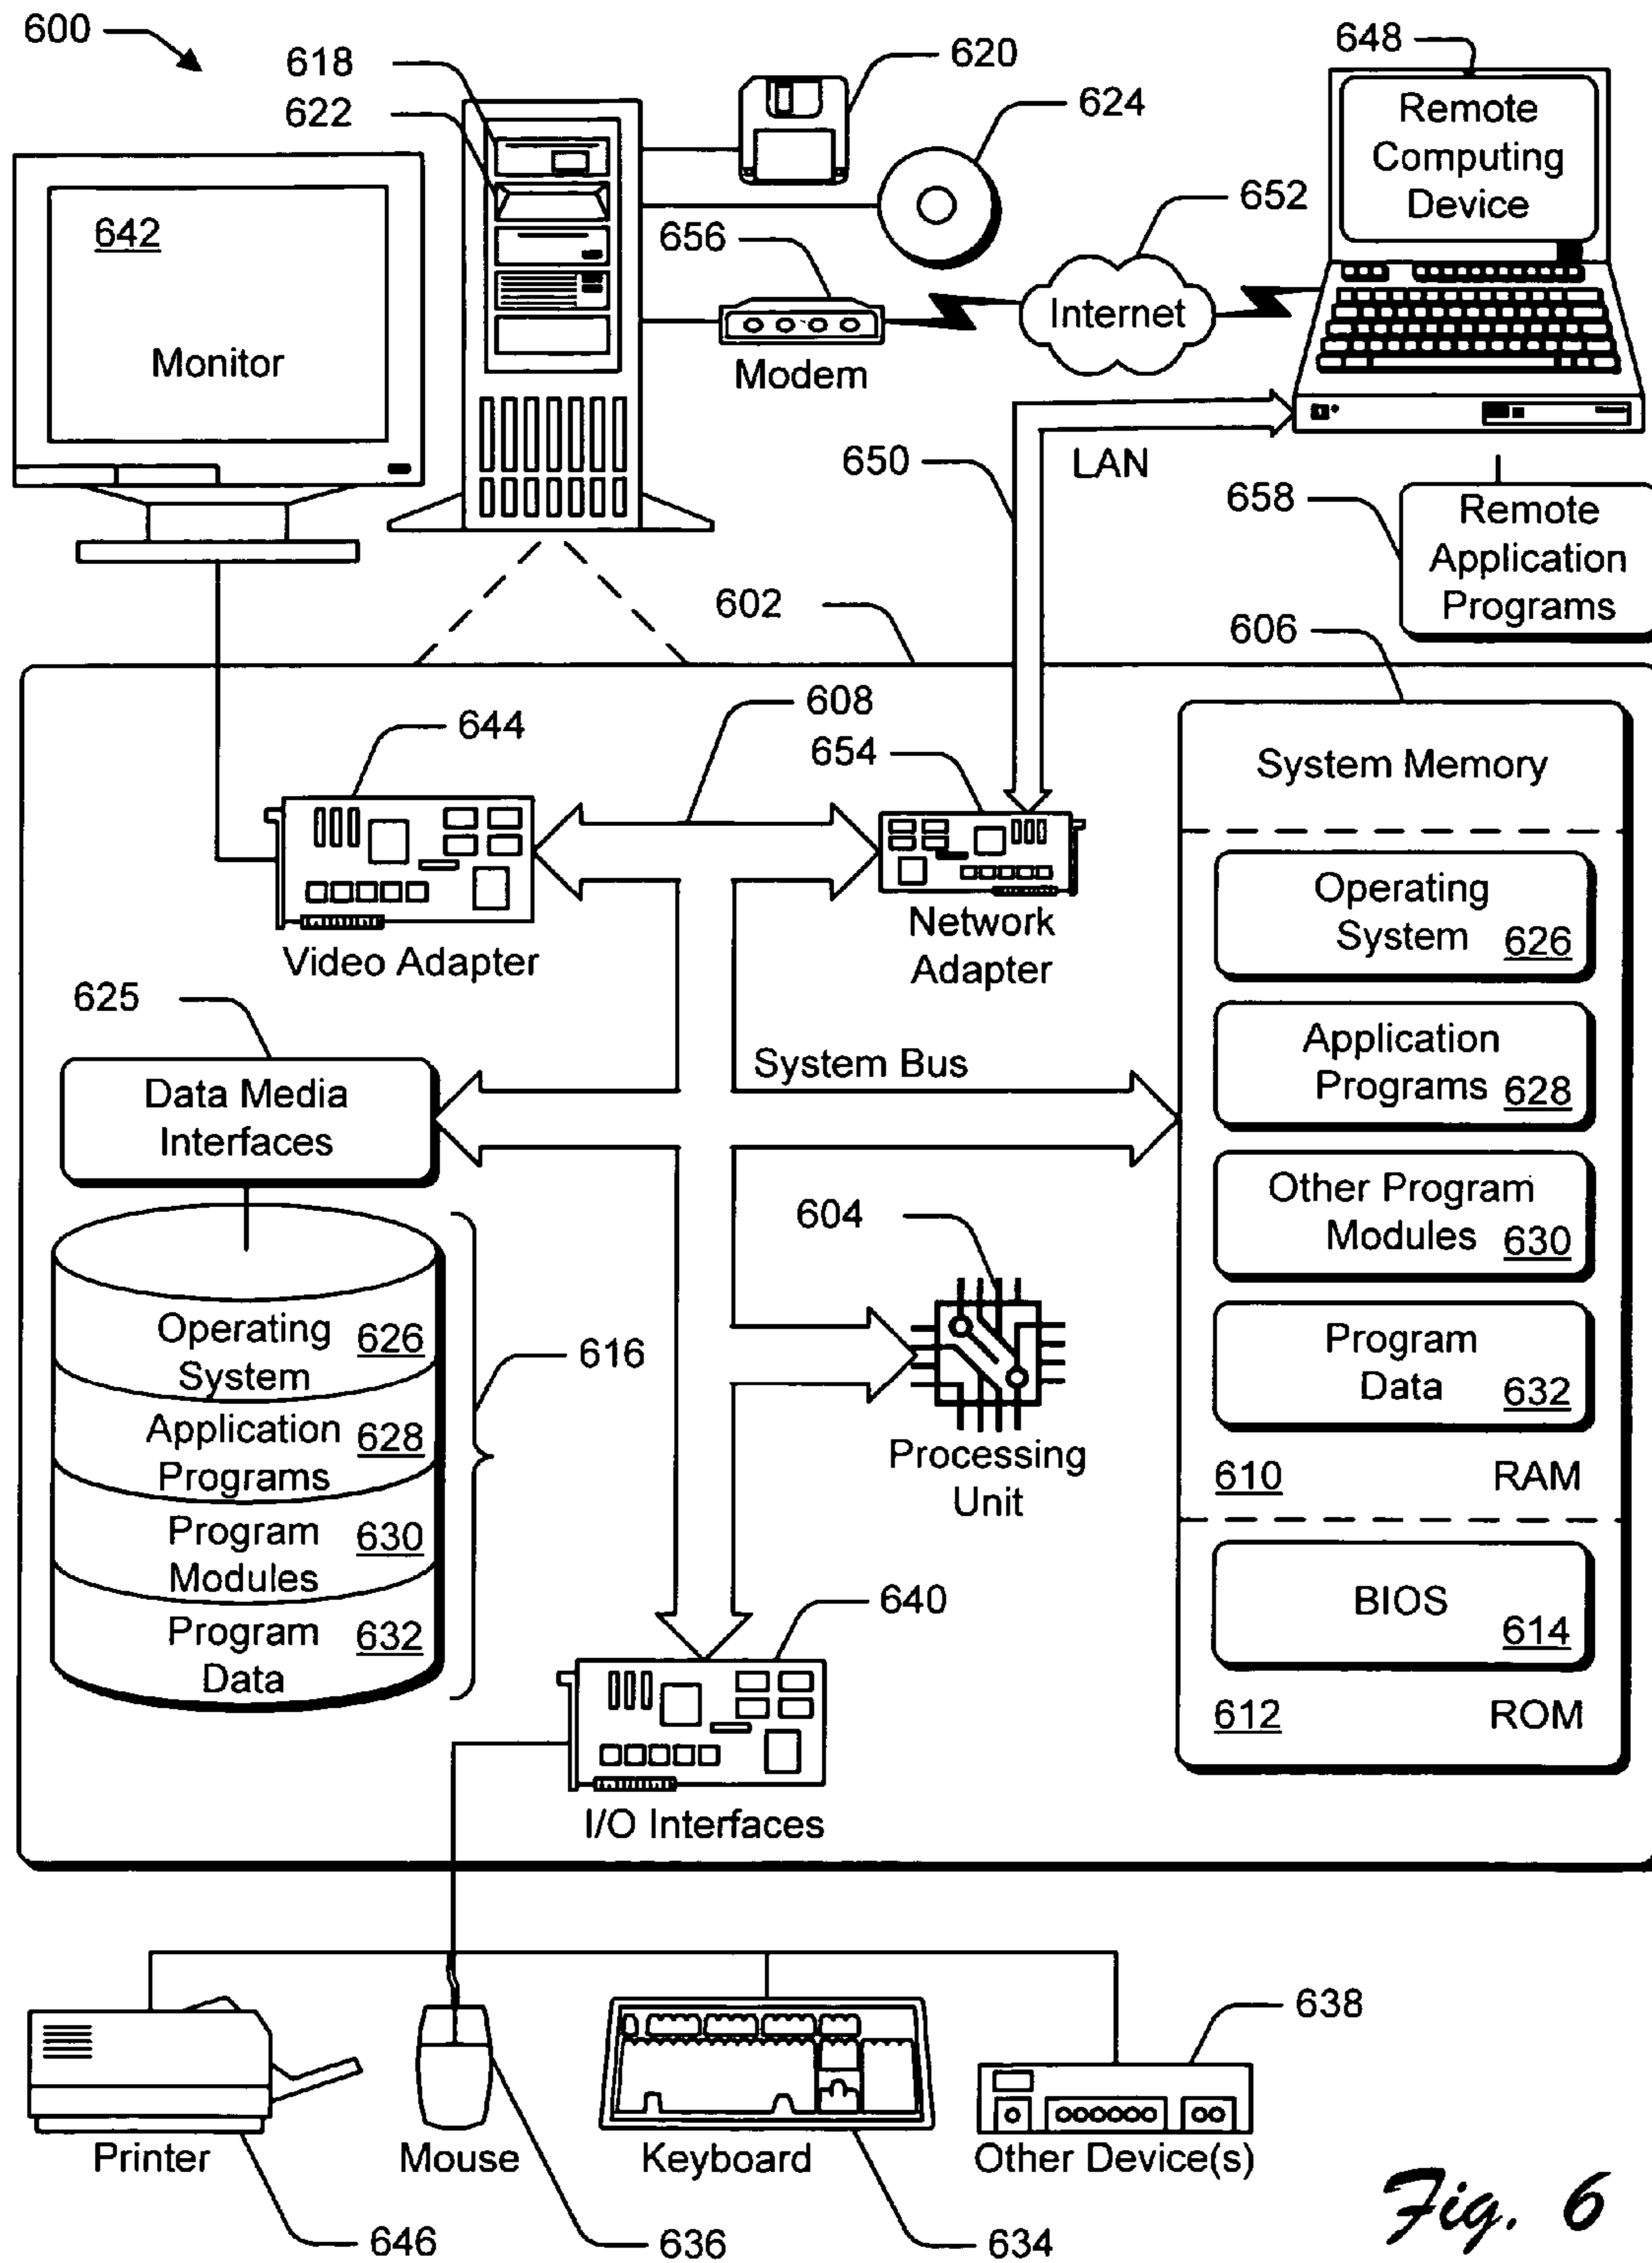 600
618
622
620
624
648
Remote
Computing
Device
642
Monitor
656
Modem
652
Internet
650
LAN
658
Remote
Application
Programs
602
606
608
644
654
Video Adapter
Network
Adapter
System Memory
Operating
System 626
Application
Programs 628
Other Program
Modules 630
Program
Data 632
610 RAM
BIOS
614
612 ROM
625
Data Media
Interfaces
System Bus
604
Processing
Unit
Operating
System 626
Application
Programs 628
Program
Modules 630
Program
Data 632
616
640
I/O Interfaces
638
Printer
Mouse
Keyboard
Other Device(s)
646
636
634
Fig. 6